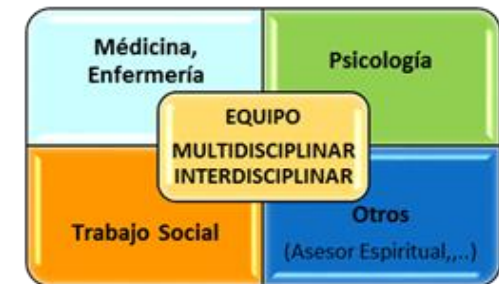 Médicina,
Enfermería
Psicología
EQUIPO
MULTIDISCIPLINAR
INTERDISCIPLINAR
Trabajo Social
Otros
(Asesor Espiritual,,..)